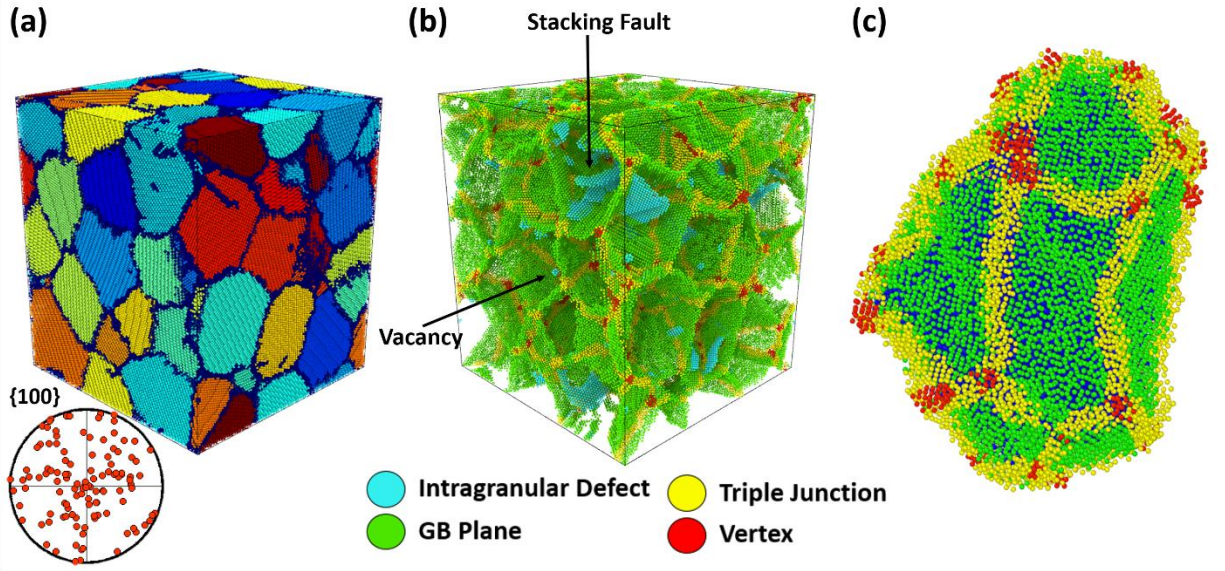 (a)
(b)
(c)
Stacking Fault
Vacancy
{100}
Intragranular Defect
Triple Junction
GB Plane
Vertex